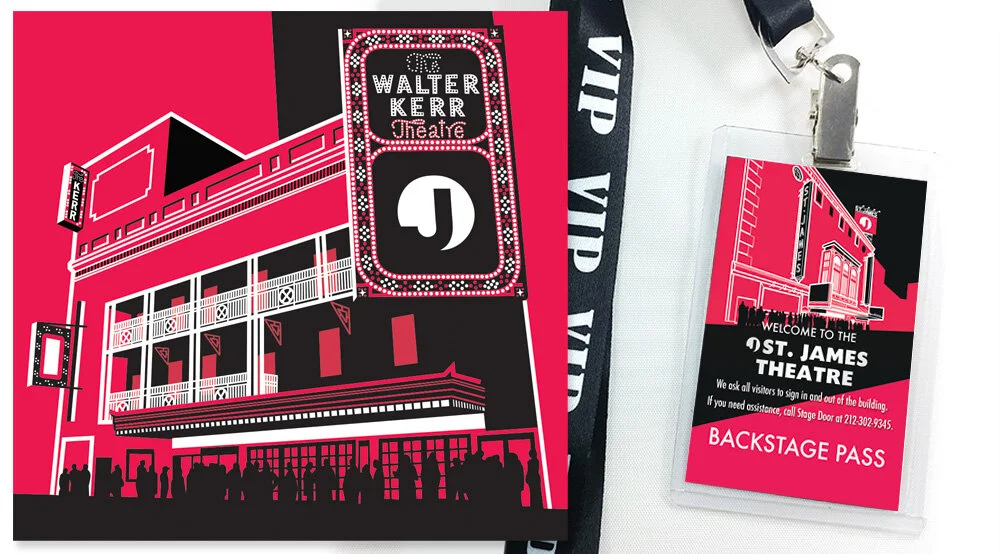 The
WALTER
KERR
Theatre
J
KERR
VIP VIP VIP VIP
ST. JAMES
WELCOME TO THE
ST. JAMES
THEATRE
We ask all visitors to sign in and out of the building.
If you need assistance, call Stage Door at 212-302-9345.
BACKSTAGE PASS